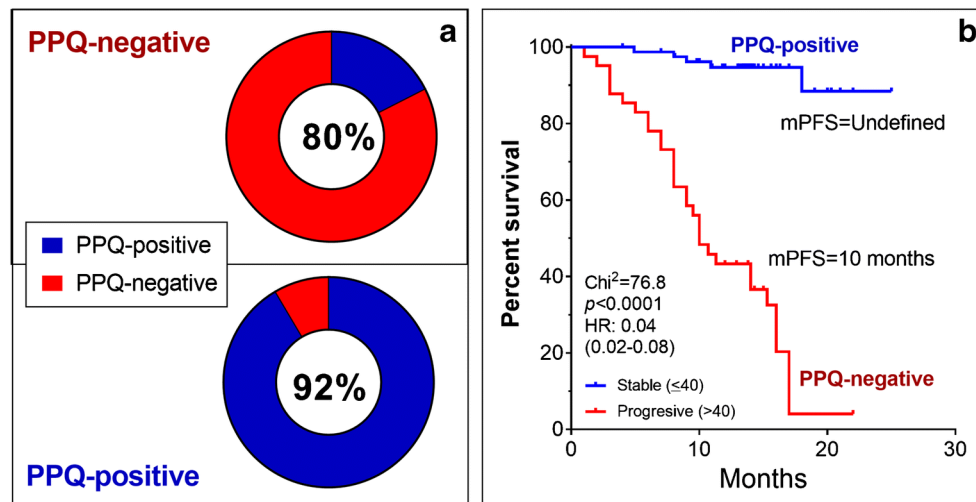 PPQ-negative
a
80%
PPQ-positive
PPQ-negative
92%
PPQ-positive
b
Percent survival
100
80
60
40
20
0
PPQ-positive
mPFS=Undefined
mPFS=10 months
Chi²=76.8
p<0.0001
HR: 0.04
(0.02-0.08)
Stable (≤40)
Progresive (>40)
PPQ-negative
0
10
20
30
Months